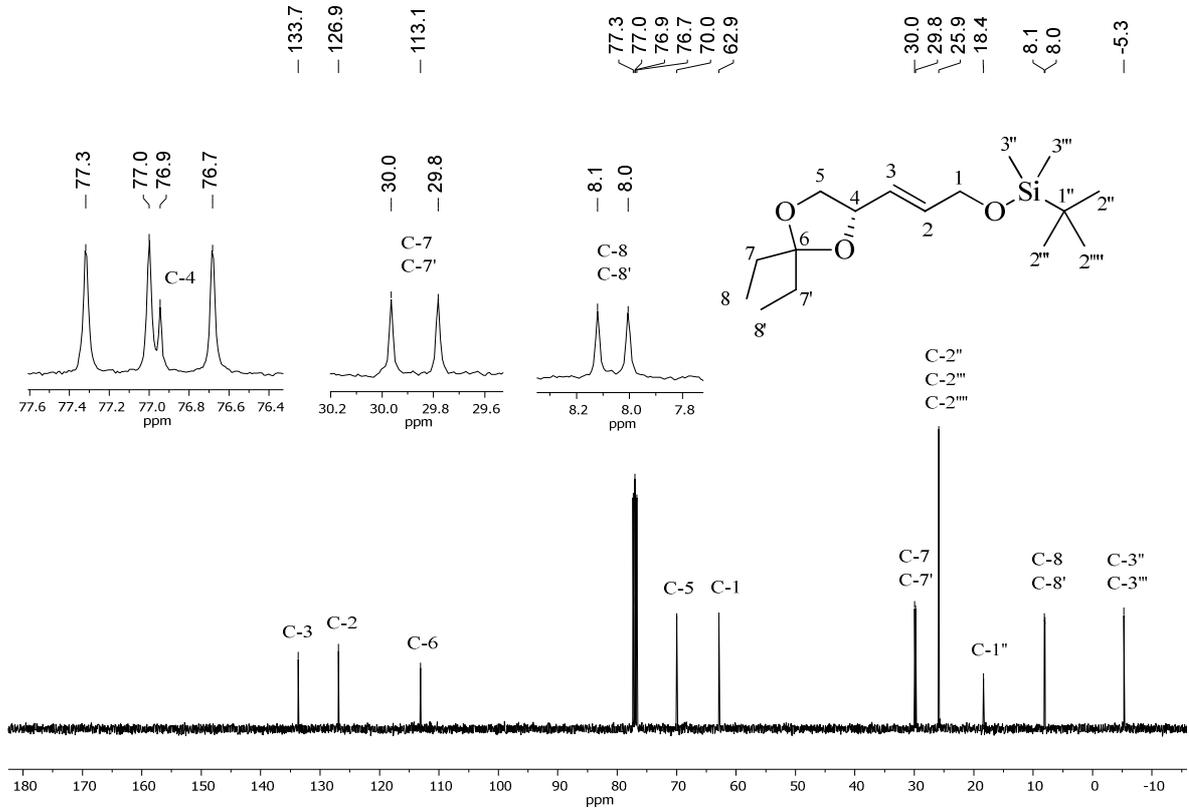 133.7
126.9
113.1
77.3
77.0
76.9
76.7
70.0
62.9
30.0
29.8
25.9
18.4
8.1
8.0
-5.3
77.3
77.0
76.9
76.7
C-4
77.6 77.4 77.2 77.0 76.8 76.6 76.4
ppm
30.0
29.8
C-7
C-7'
30.2 30.0 29.8 29.6
ppm
8.1
8.0
C-8
C-8'
8.2 8.0 7.8
ppm
3" 3'''
5 3 1 Si
O 4 2 O 1" 2"
6 O 2''' 2''''
7
8 7'
8'
C-2"
C-2'''
C-2''''
C-3
C-2
C-6
C-5
C-1
C-7
C-7'
C-1"
C-8
C-8'
C-3"
C-3'''
180 170 160 150 140 130 120 110 100 90 80 70 60 50 40 30 20 10 0 -10
ppm